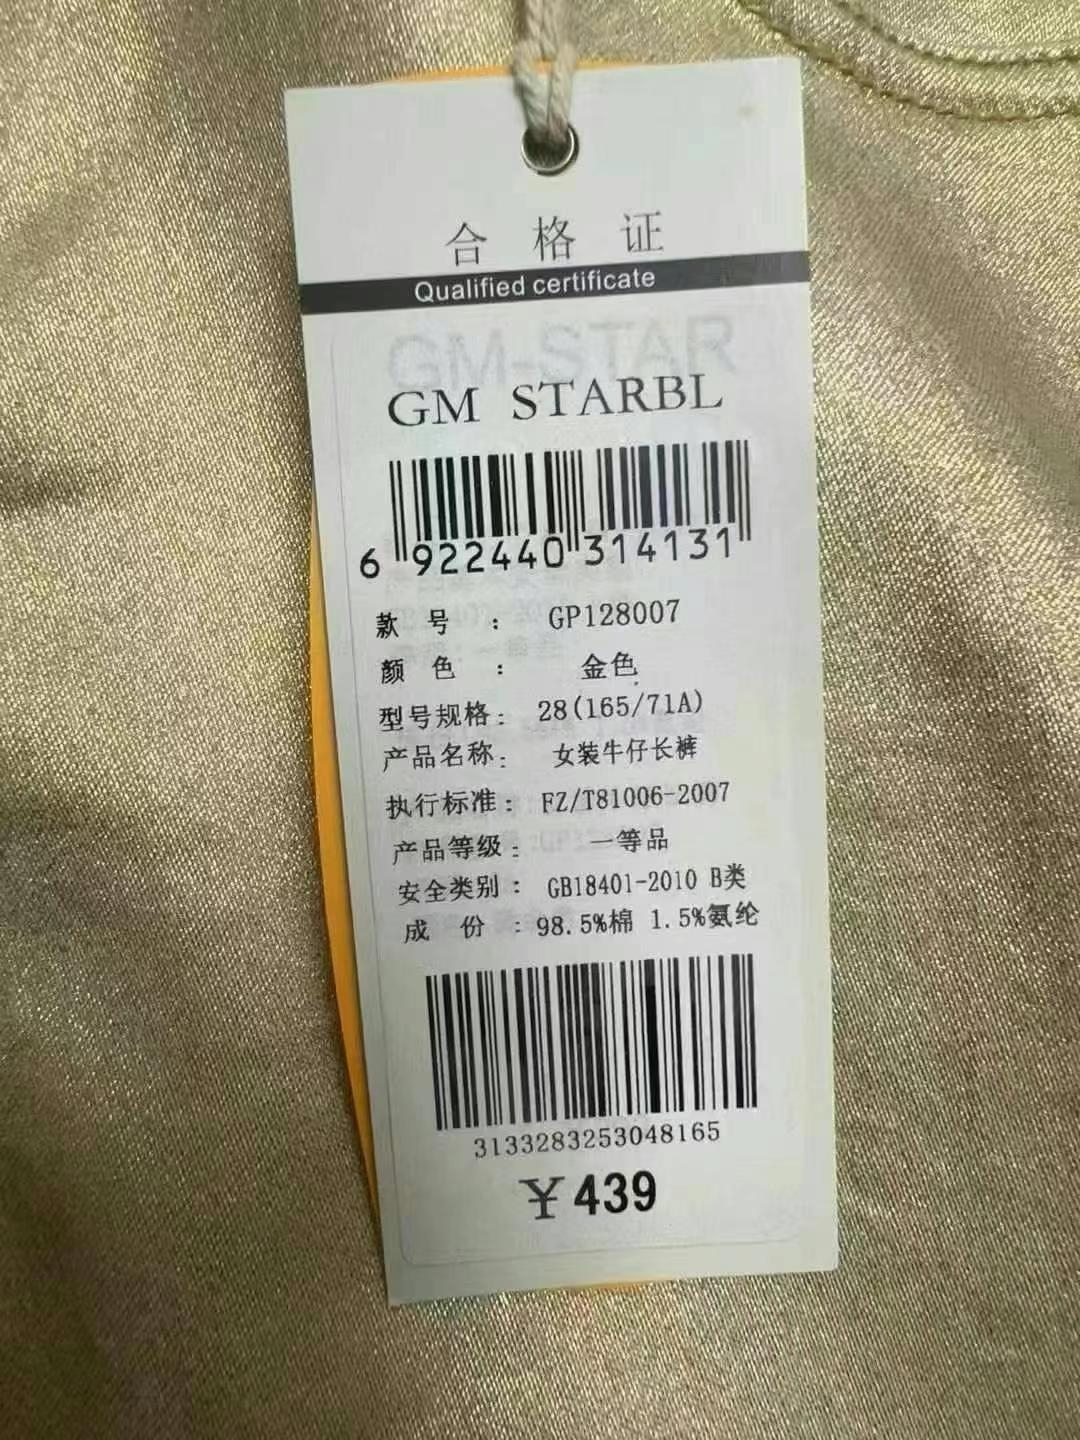 合格证
Qualified certificate
GM-STAR
GM STARBL
6 922440 314131
款号： GP128007
颜色： 金色
型号规格： 28(165/71A)
产品名称： 女装牛仔长裤
执行标准： FZ/T81006-2007
产品等级： 一等品
安全类别： GB18401-2010 B类
成份： 98.5%棉 1.5%氨纶
3133283253048165
￥439